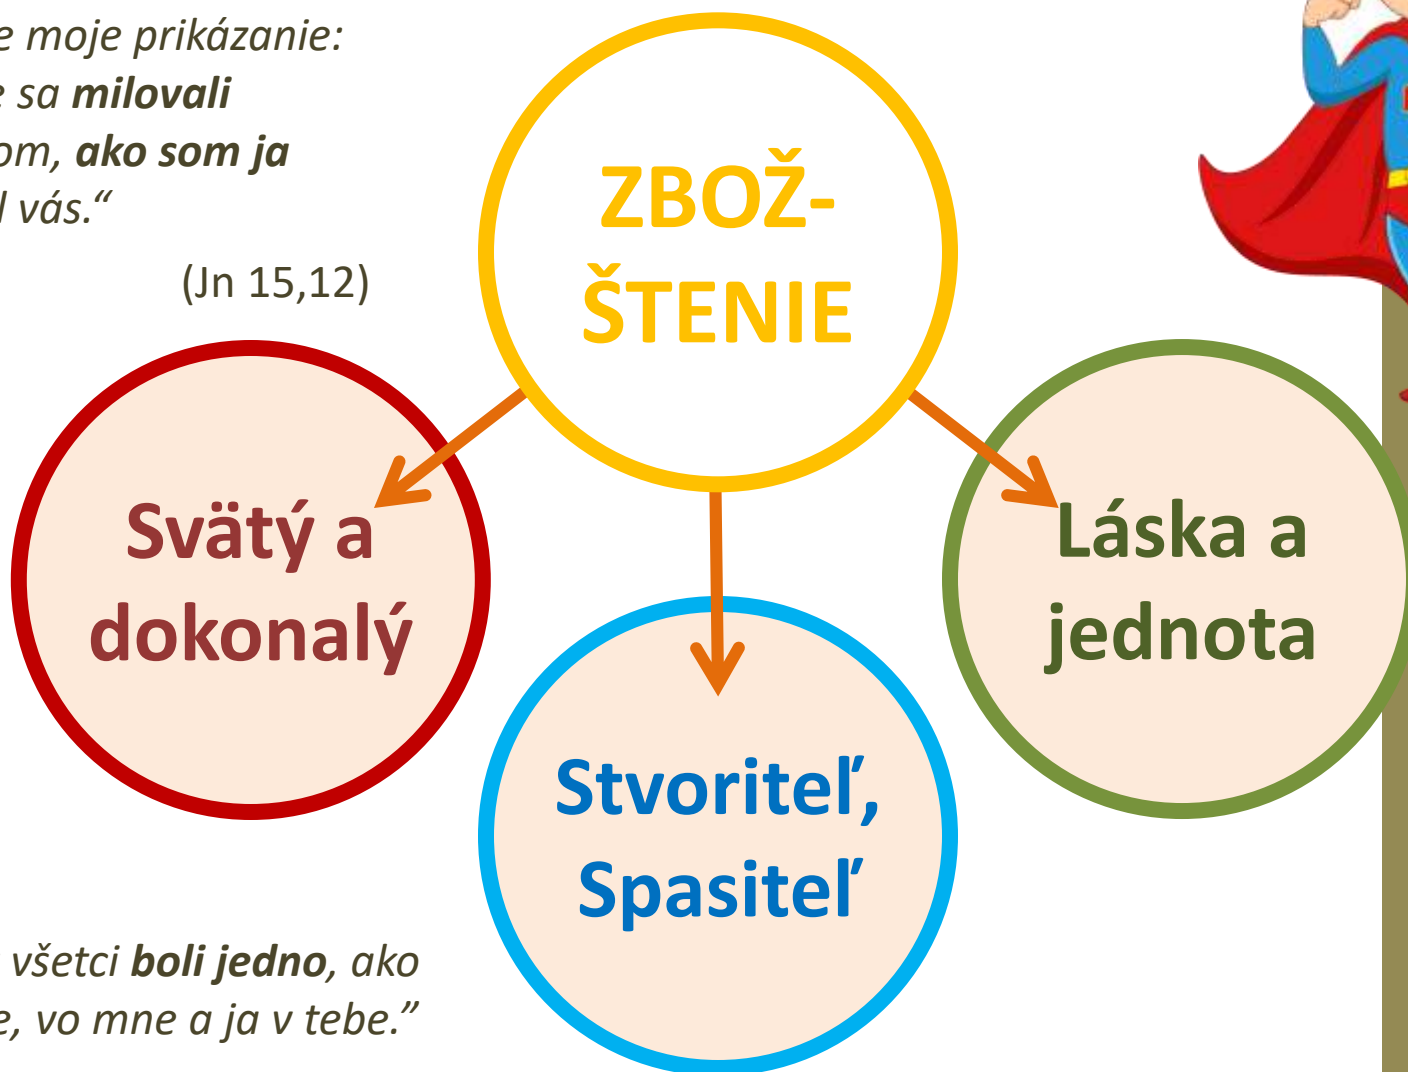 e moje prikázanie:
e sa milovali
om, ako som ja
l vás.“
(Jn 15,12)
ZBOŽ-
ŠTENIE
Svätý a
dokonalý
Láska a
jednota
Stvoriteľ,
Spasiteľ
všetci boli jedno, ako
e, vo mne a ja v tebe.”